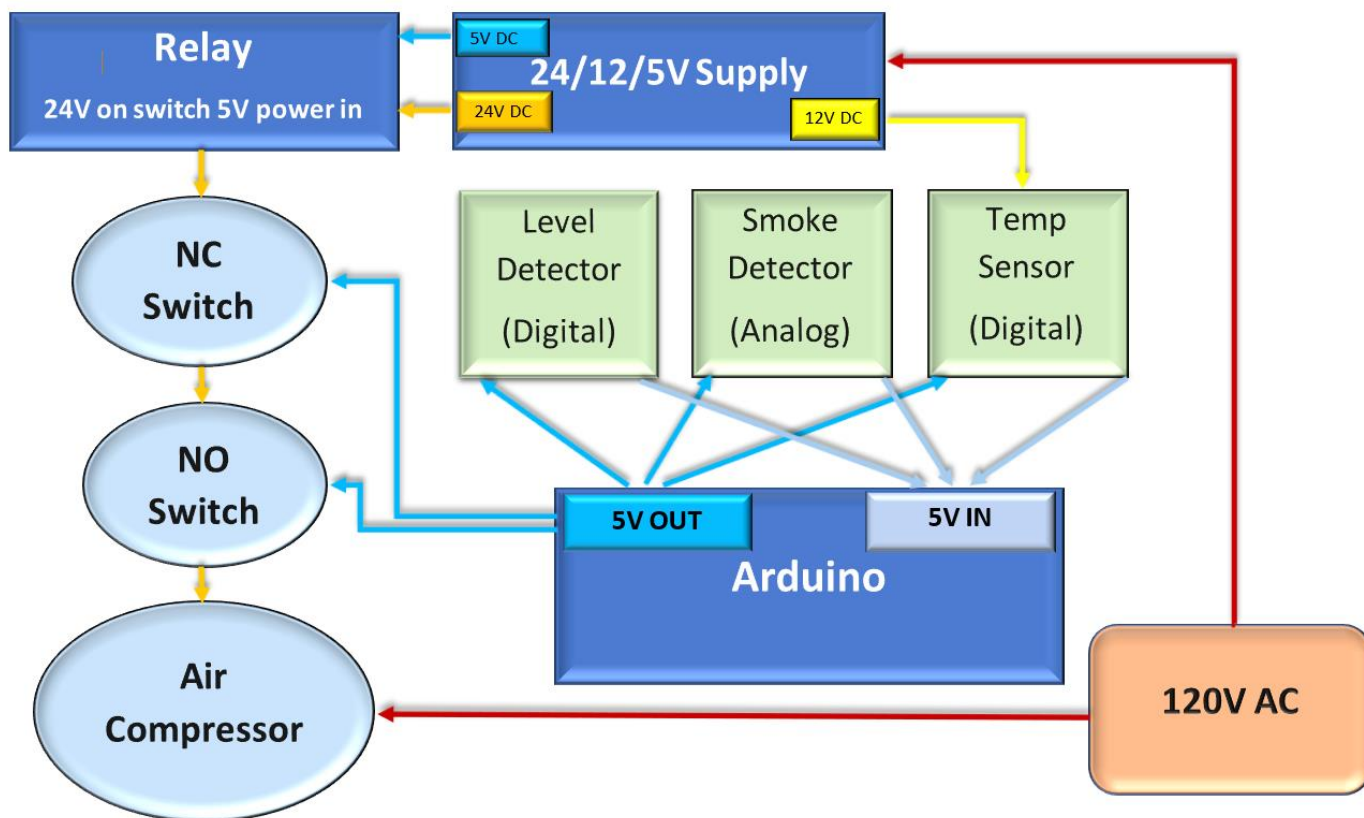 Relay
24V on switch 5V power in
5V DC
24/12/5V Supply
24V DC
12V DC
Level
Detector
(Digital)
Smoke
Detector
(Analog)
Temp
Sensor
(Digital)
NC
Switch
NO
Switch
5V OUT
5V IN
Arduino
Air
Compressor
120V AC